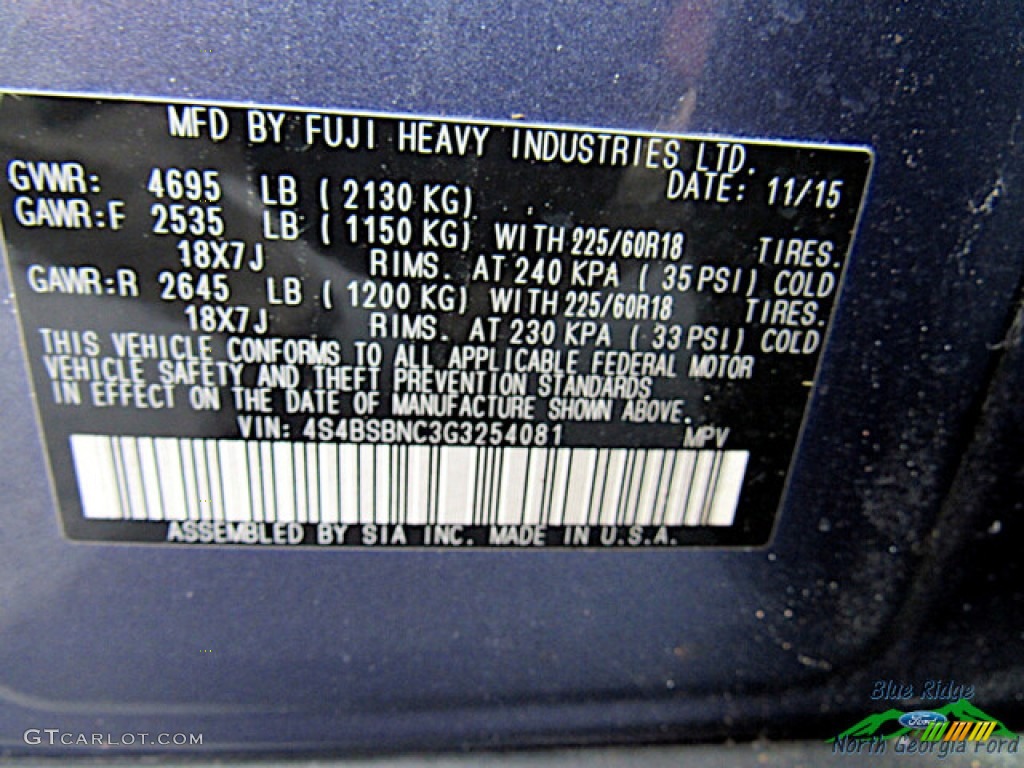 MFD BY FUJI HEAVY INDUSTRIES LTD.
GVWR: 4695 LB ( 2130 KG) DATE: 11/15
GAWR:F 2535 LB ( 1150 KG) WITH 225/60R18 TIRES.
18X7J RIMS. AT 240 KPA ( 35 PSI) COLD
GAWR:R 2645 LB ( 1200 KG) WITH 225/60R18 TIRES.
18X7J RIMS. AT 230 KPA ( 33 PSI) COLD
THIS VEHICLE CONFORMS TO ALL APPLICABLE FEDERAL MOTOR
VEHICLE SAFETY AND THEFT PREVENTION STANDARDS
IN EFFECT ON THE DATE OF MANUFACTURE SHOWN ABOVE.
VIN: 4S4BSBNC3G3254081 MPV
ASSEMBLED BY SIA INC. MADE IN U.S.A.
Blue Ridge
Ford
North Georgia Ford
GTCARLOT.COM